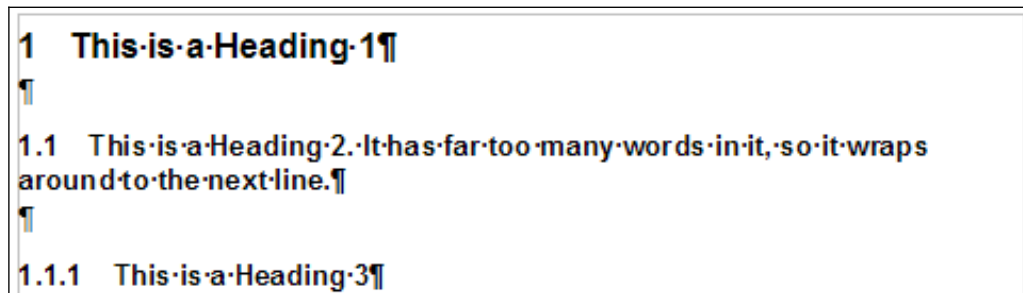 1 This·is·a·Heading·1¶
¶
1.1 This·is·a·Heading·2.·It·has·far·too·many·words·in·it,·so·it·wraps
around·to·the·next·line.¶
¶
1.1.1 This·is·a·Heading·3¶